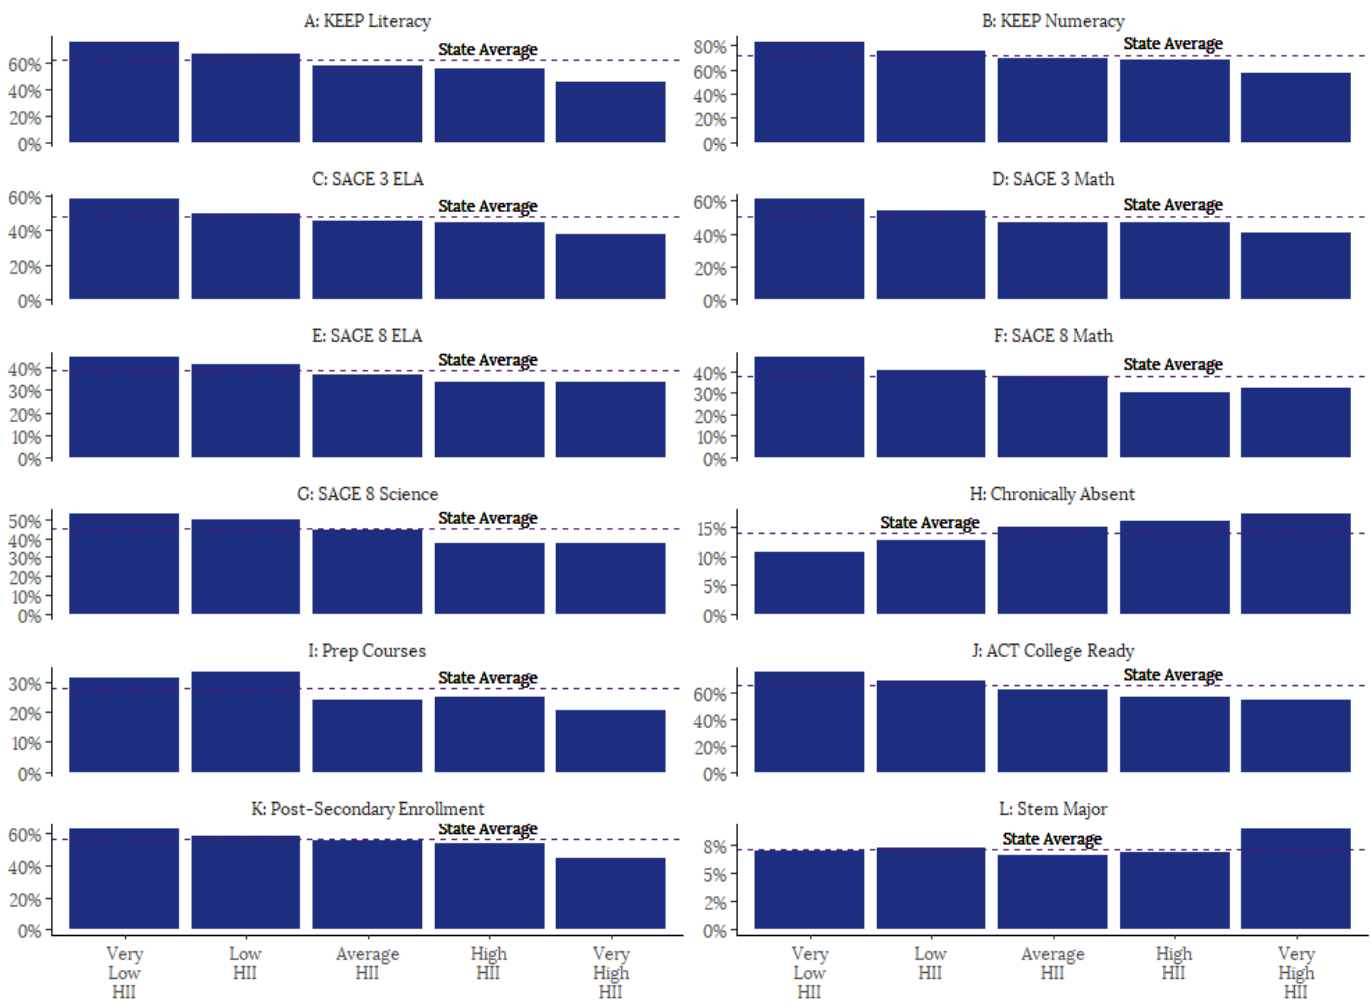 A: KEEP Literacy
State Average
60%
40%
20%
0%
B: KEEP Numeracy
State Average
80%
60%
40%
20%
0%
C: SAGE 3 ELA
State Average
60%
40%
20%
0%
D: SAGE 3 Math
State Average
60%
40%
20%
0%
E: SAGE 8 ELA
State Average
40%
30%
20%
10%
0%
F: SAGE 8 Math
State Average
40%
30%
20%
10%
0%
G: SAGE 8 Science
State Average
50%
40%
30%
20%
10%
0%
H: Chronically Absent
State Average
15%
10%
5%
0%
I: Prep Courses
State Average
30%
20%
10%
0%
J: ACT College Ready
State Average
60%
40%
20%
0%
K: Post-Secondary Enrollment
State Average
60%
40%
20%
0%
L: Stem Major
State Average
8%
5%
2%
0%
Very
Low
HII
Low
HII
Average
HII
High
HII
Very
High
HII
Very
Low
HII
Low
HII
Average
HII
High
HII
Very
High
HII